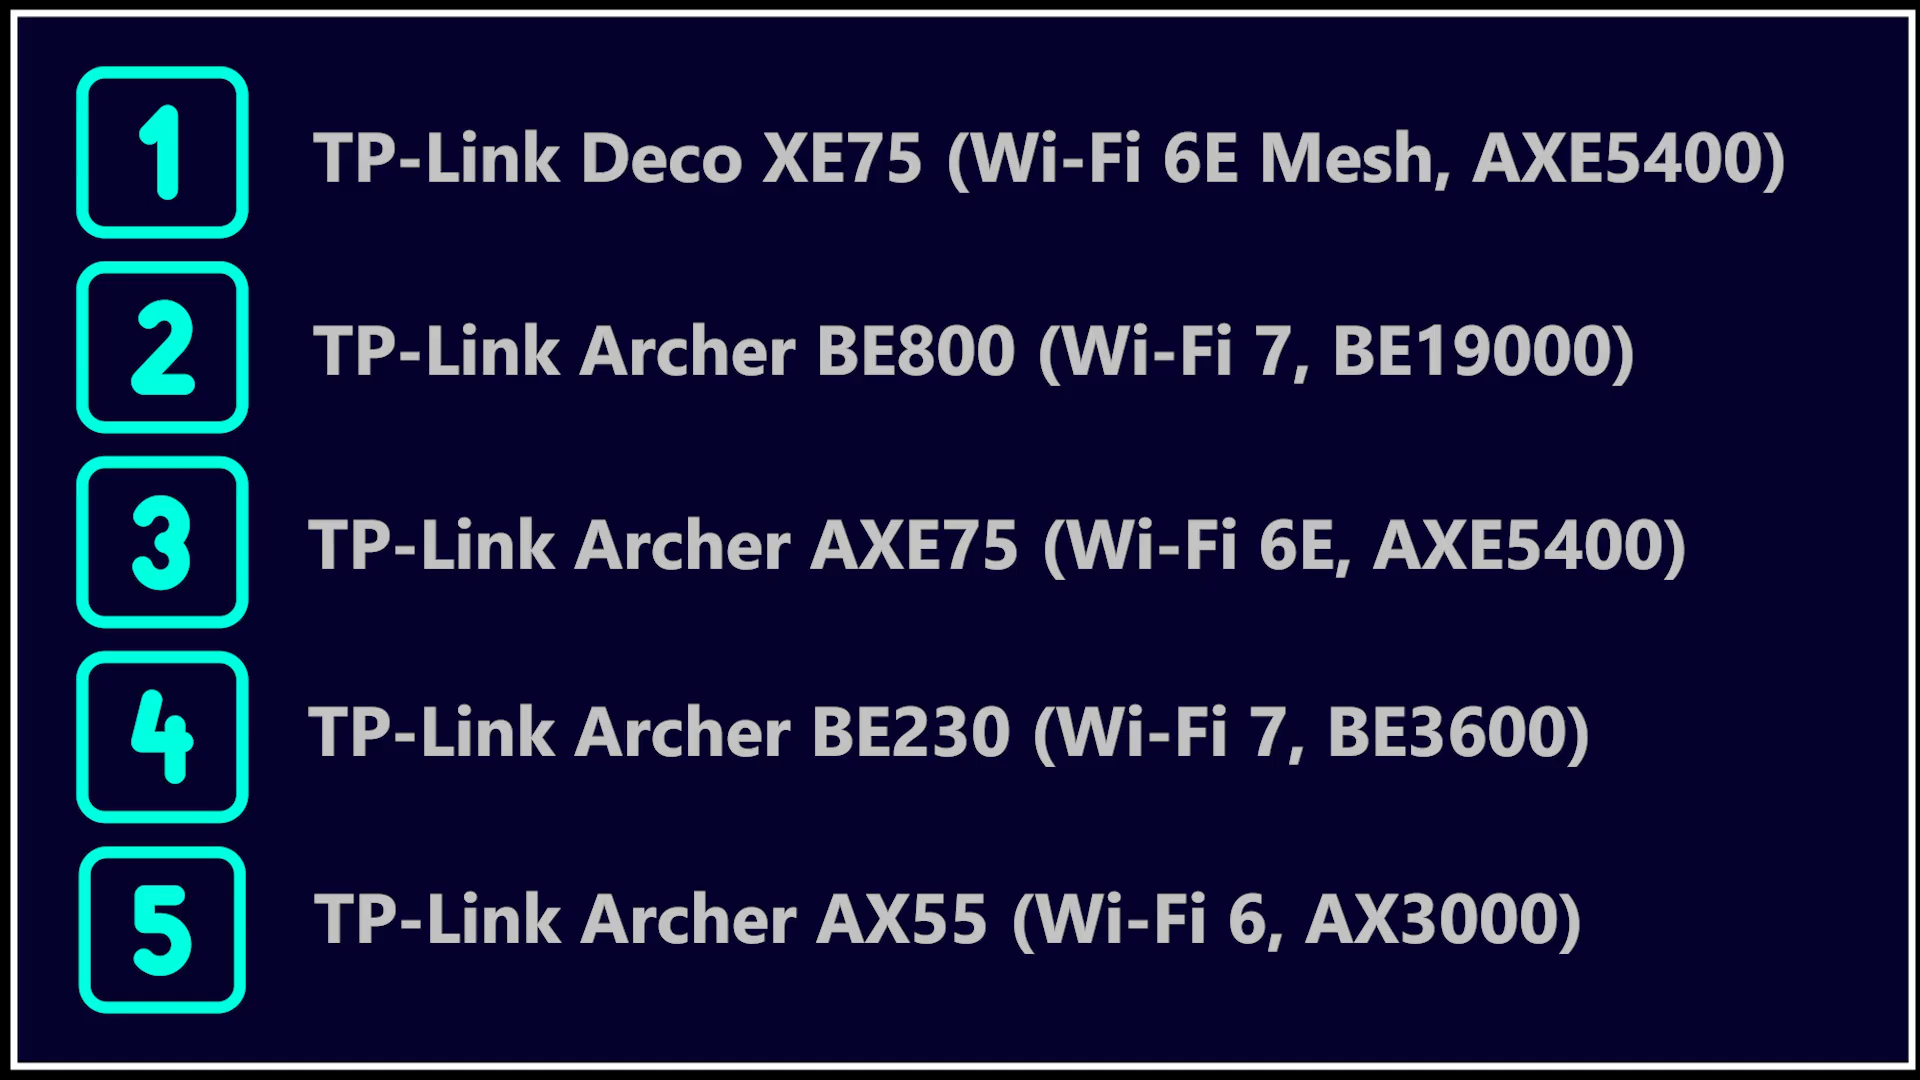 1 TP-Link Deco XE75 (Wi-Fi 6E Mesh, AXE5400)
2 TP-Link Archer BE800 (Wi-Fi 7, BE19000)
3 TP-Link Archer AXE75 (Wi-Fi 6E, AXE5400)
4 TP-Link Archer BE230 (Wi-Fi 7, BE3600)
5 TP-Link Archer AX55 (Wi-Fi 6, AX3000)